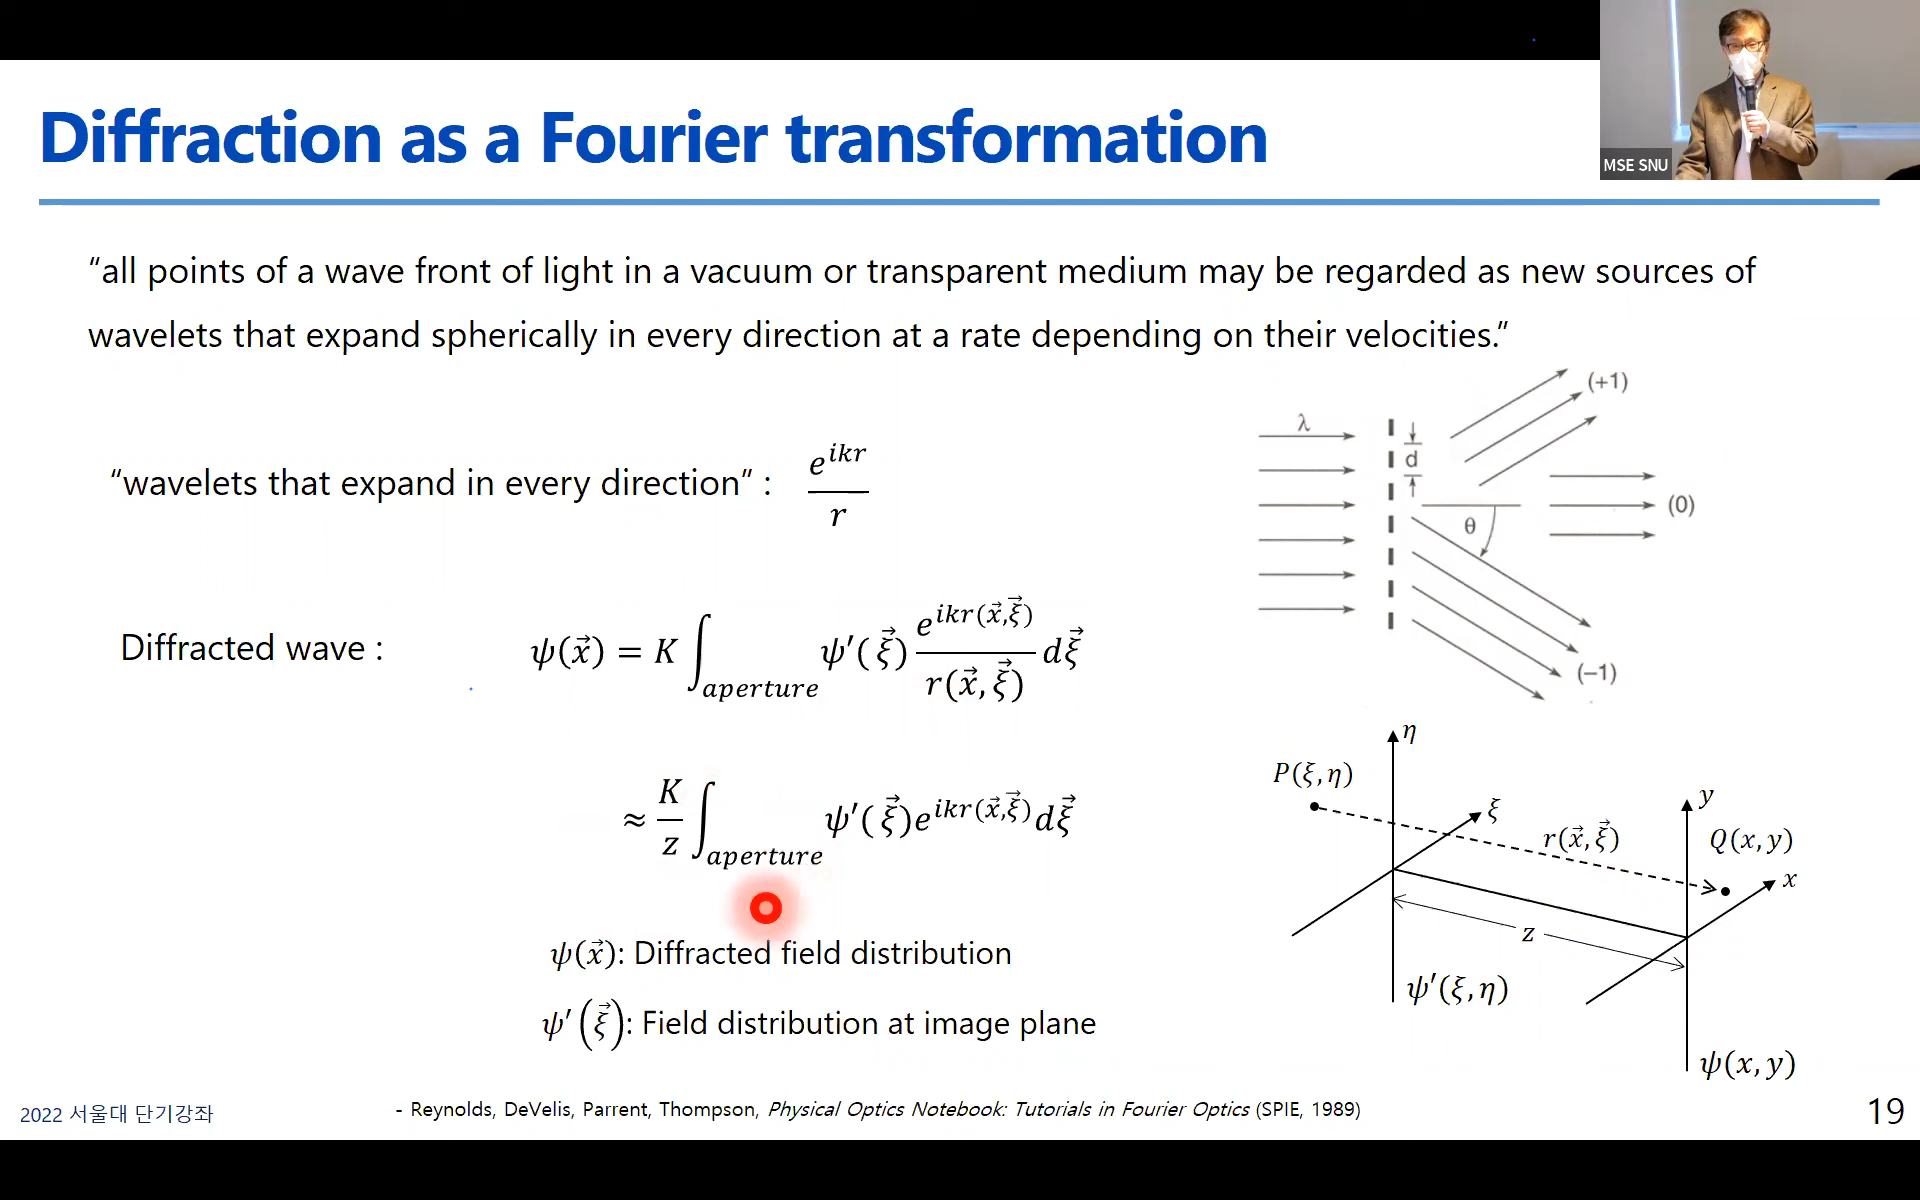 MSE SNU
Diffraction as a Fourier transformation
“all points of a wave front of light in a vacuum or transparent medium may be regarded as new sources of
wavelets that expand spherically in every direction at a rate depending on their velocities.”
“wavelets that expand in every direction” : e^{ikr} / r
Diffracted wave : ψ(x⃗) = K ∫_{aperture} ψ′(ξ⃗) e^{ikr(x⃗,ξ⃗)} / r(x⃗, ξ⃗) dξ⃗
≈ K/z ∫_{aperture} ψ′(ξ⃗)e^{ikr(x⃗,ξ⃗)}dξ⃗
ψ(x⃗): Diffracted field distribution
ψ′(ξ⃗): Field distribution at image plane
λ
d
θ
(+1)
(0)
(−1)
η
P(ξ, η)
ξ
r(x⃗, ξ⃗)
y
Q(x, y)
x
z
ψ′(ξ, η)
ψ(x, y)
2022 서울대 단기강좌
- Reynolds, DeVelis, Parrent, Thompson, Physical Optics Notebook: Tutorials in Fourier Optics (SPIE, 1989)
19